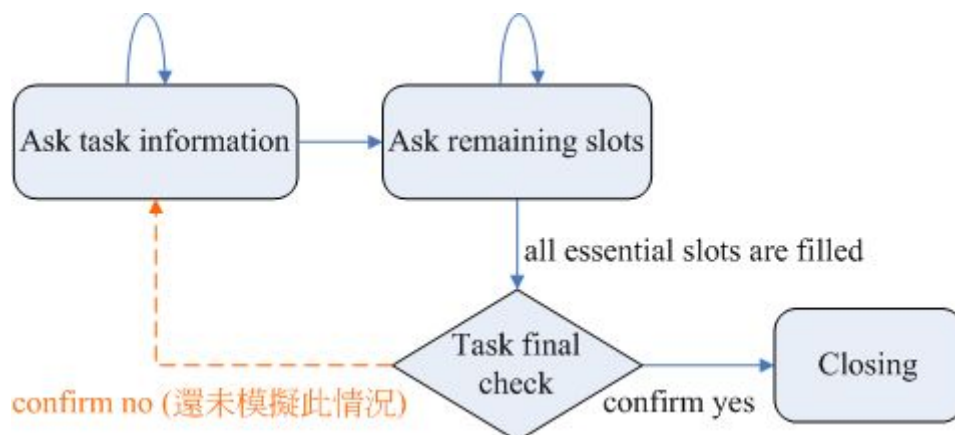 Ask task information
Ask remaining slots
all essential slots are filled
Task final
check
Closing
confirm no (還未模擬此情況)
confirm yes